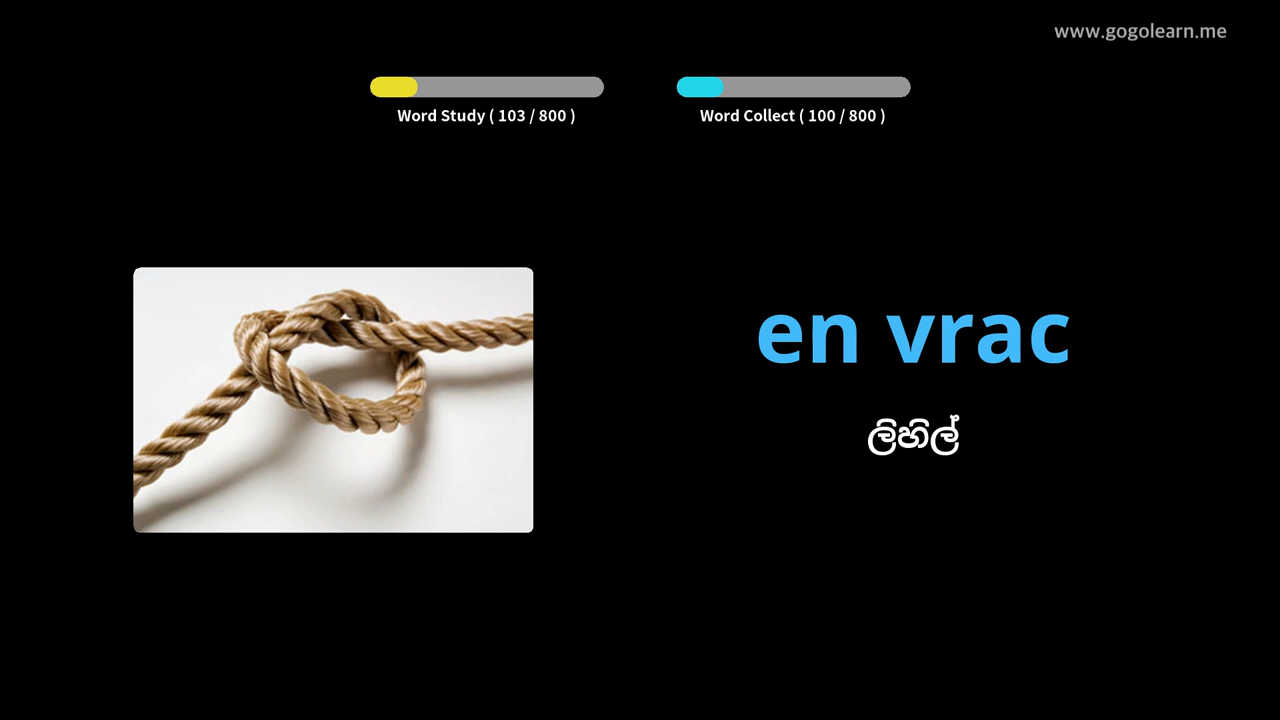 www.gogolearn.me
Word Study ( 103 / 800 )
Word Collect ( 100 / 800 )
en vrac
ලිහිල්